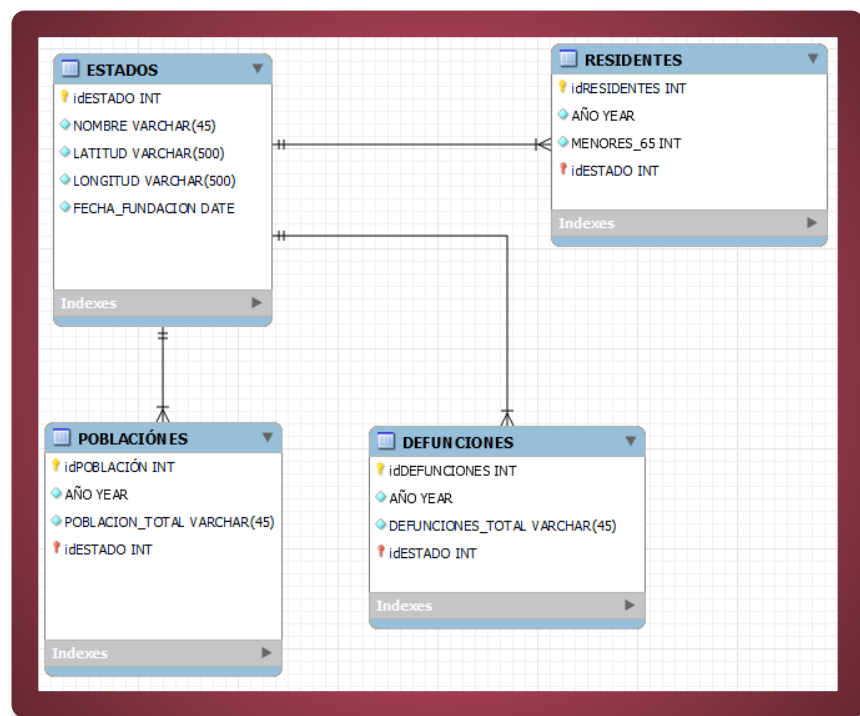 ESTADOS
idESTADO INT
NOMBRE VARCHAR(45)
LATITUD VARCHAR(500)
LONGITUD VARCHAR(500)
FECHA_FUNDACION DATE
Indexes
RESIDENTES
idRESIDENTES INT
AÑO YEAR
MENORES_65 INT
idESTADO INT
Indexes
POBLACIÓNES
idPOBLACIÓN INT
AÑO YEAR
POBLACION_TOTAL VARCHAR(45)
idESTADO INT
Indexes
DEFUNCIONES
idDEFUNCIONES INT
AÑO YEAR
DEFUNCIONES_TOTAL VARCHAR(45)
idESTADO INT
Indexes